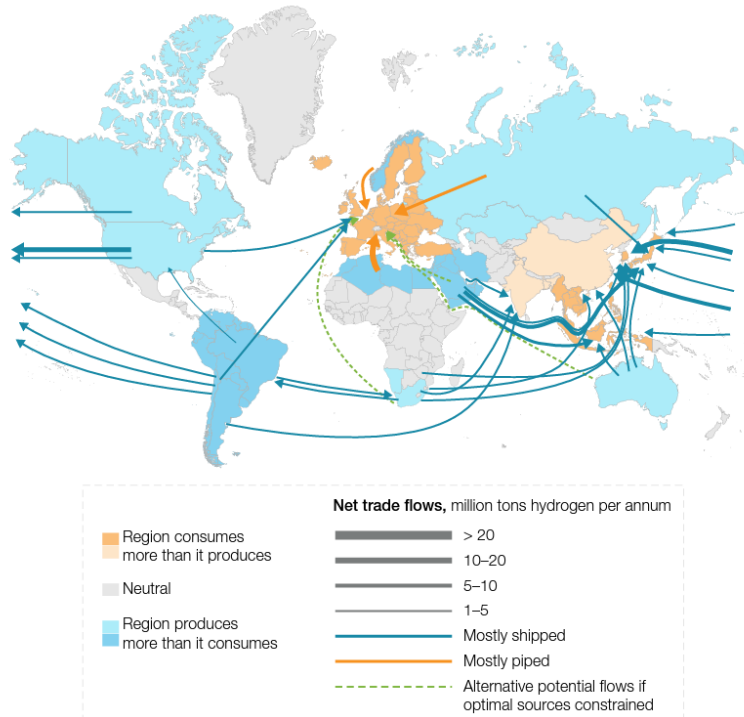 Net trade flows, million tons hydrogen per annum
Region consumes
more than it produces
Neutral
Region produces
more than it consumes
> 20
10–20
5–10
1–5
Mostly shipped
Mostly piped
Alternative potential flows if
optimal sources constrained